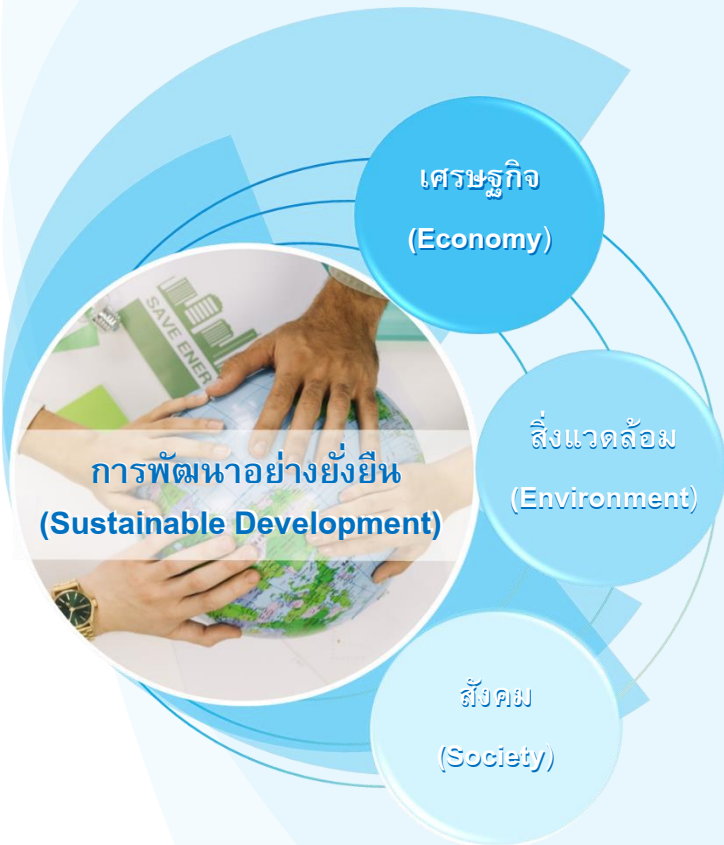 เศรษฐกิจ
(Economy)
SAVE ENER
การพัฒนาอย่างยั่งยืน
(Sustainable Development)
สิ่งแวดล้อม
(Environment)
สังคม
(Society)